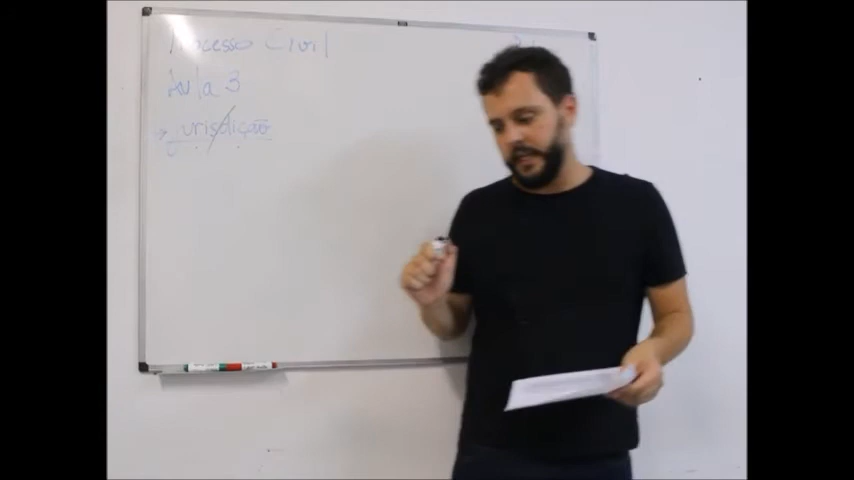 Processo Civil
Aula 3
→ Jurisdição